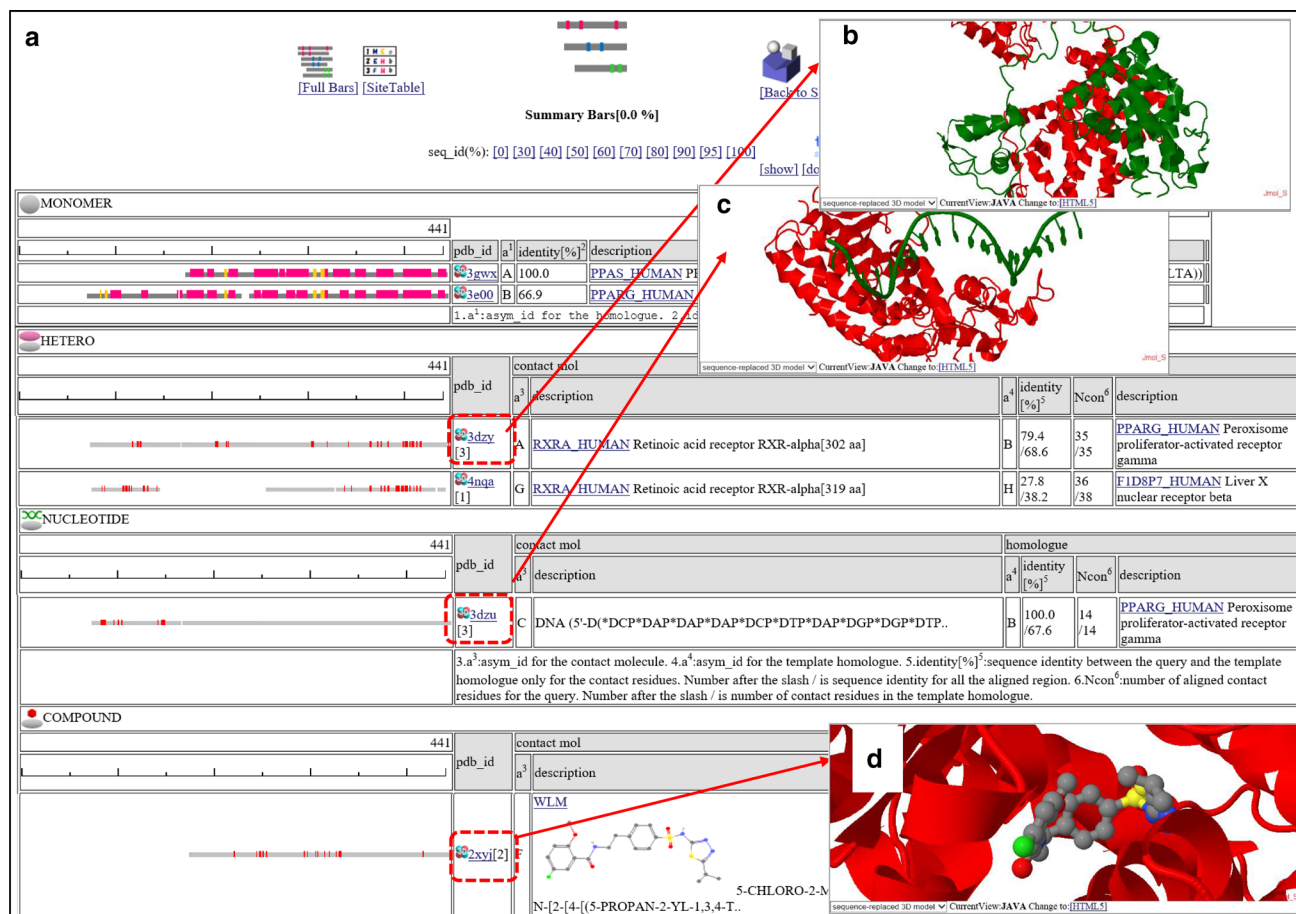 a
[Full Bars] [SiteTable]
[Back to S
Summary Bars[0.0 %]
seq_id(%): [0] [30] [40] [50] [60] [70] [80] [90] [95] [100]
[show] [do
b
Jmol_S
sequence-replaced 3D model CurrentView:JAVA Change to:[HTML5]
c
Jmol_S
sequence-replaced 3D model CurrentView:JAVA Change to:[HTML5]
MONOMER
441
pdb_id a1 identity[%]2 description
3gwx A 100.0 PPAS_HUMAN PE LTA))
3e00 B 66.9 PPARG_HUMAN
1.a1:asym_id for the homologue. 2.id
HETERO
441 pdb_id contact mol
a3 description a4 identity [%]5 Ncon6 description
3dzy [3] A RXRA_HUMAN Retinoic acid receptor RXR-alpha[302 aa] B 79.4 /68.6 35 /35 PPARG_HUMAN Peroxisome proliferator-activated receptor gamma
4nqa [1] G RXRA_HUMAN Retinoic acid receptor RXR-alpha[319 aa] H 27.8 /38.2 36 /38 F1D8P7_HUMAN Liver X nuclear receptor beta
NUCLEOTIDE
441 pdb_id contact mol homologue
a3 description a4 identity [%]5 Ncon6 description
3dzu [3] C DNA (5'-D(*DCP*DAP*DAP*DAP*DCP*DTP*DAP*DGP*DGP*DTP.. B 100.0 /67.6 14 /14 PPARG_HUMAN Peroxisome proliferator-activated receptor gamma
3.a3:asym_id for the contact molecule. 4.a4:asym_id for the template homologue. 5.identity[%]5:sequence identity between the query and the template
homologue only for the contact residues. Number after the slash / is sequence identity for all the aligned region. 6.Ncon6:number of aligned contact
residues for the query. Number after the slash / is number of contact residues in the template homologue.
COMPOUND
441 pdb_id contact mol
a3 description
WLM
2xyj[2] F
5-CHLORO-2-M
N-[2-[4-[(5-PROPAN-2-YL-1,3,4-T..
d
sequence-replaced 3D model CurrentView:JAVA Change to:[HTML5]